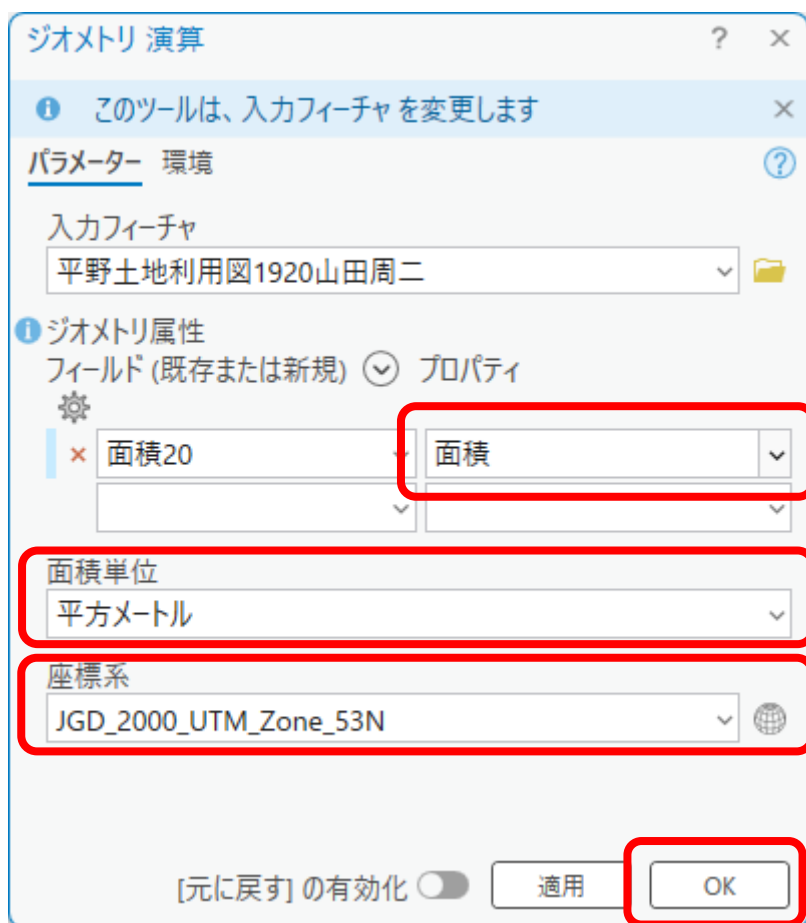 ジオメトリ 演算
このツールは、入力フィーチャ を変更します
パラメーター 環境
入力フィーチャ
平野土地利用図1920山田周二
ジオメトリ属性
フィールド (既存または新規) プロパティ
面積20 面積
面積単位
平方メートル
座標系
JGD_2000_UTM_Zone_53N
[元に戻す] の有効化 適用 OK